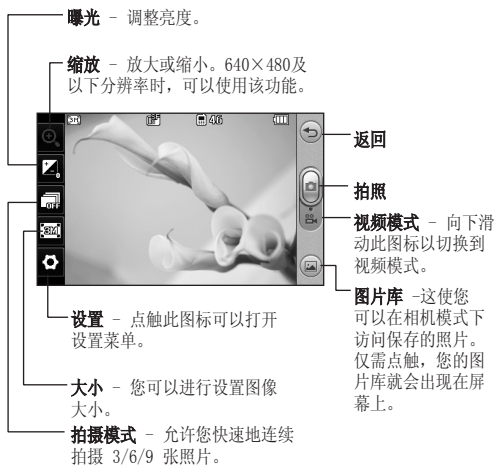 曝光 - 调整亮度。
缩放 - 放大或缩小。640×480及
以下分辨率时，可以使用该功能。
3M
46
OFF
3M
返回
拍照
视频模式 - 向下滑
动此图标以切换到
视频模式。
图片库 -这使您
可以在相机模式下
访问保存的照片。
仅需点触，您的图
片库就会出现在屏
幕上。
设置 - 点触此图标可以打开
设置菜单。
大小 - 您可以进行设置图像
大小。
拍摄模式 - 允许您快速地连续
拍摄 3/6/9 张照片。